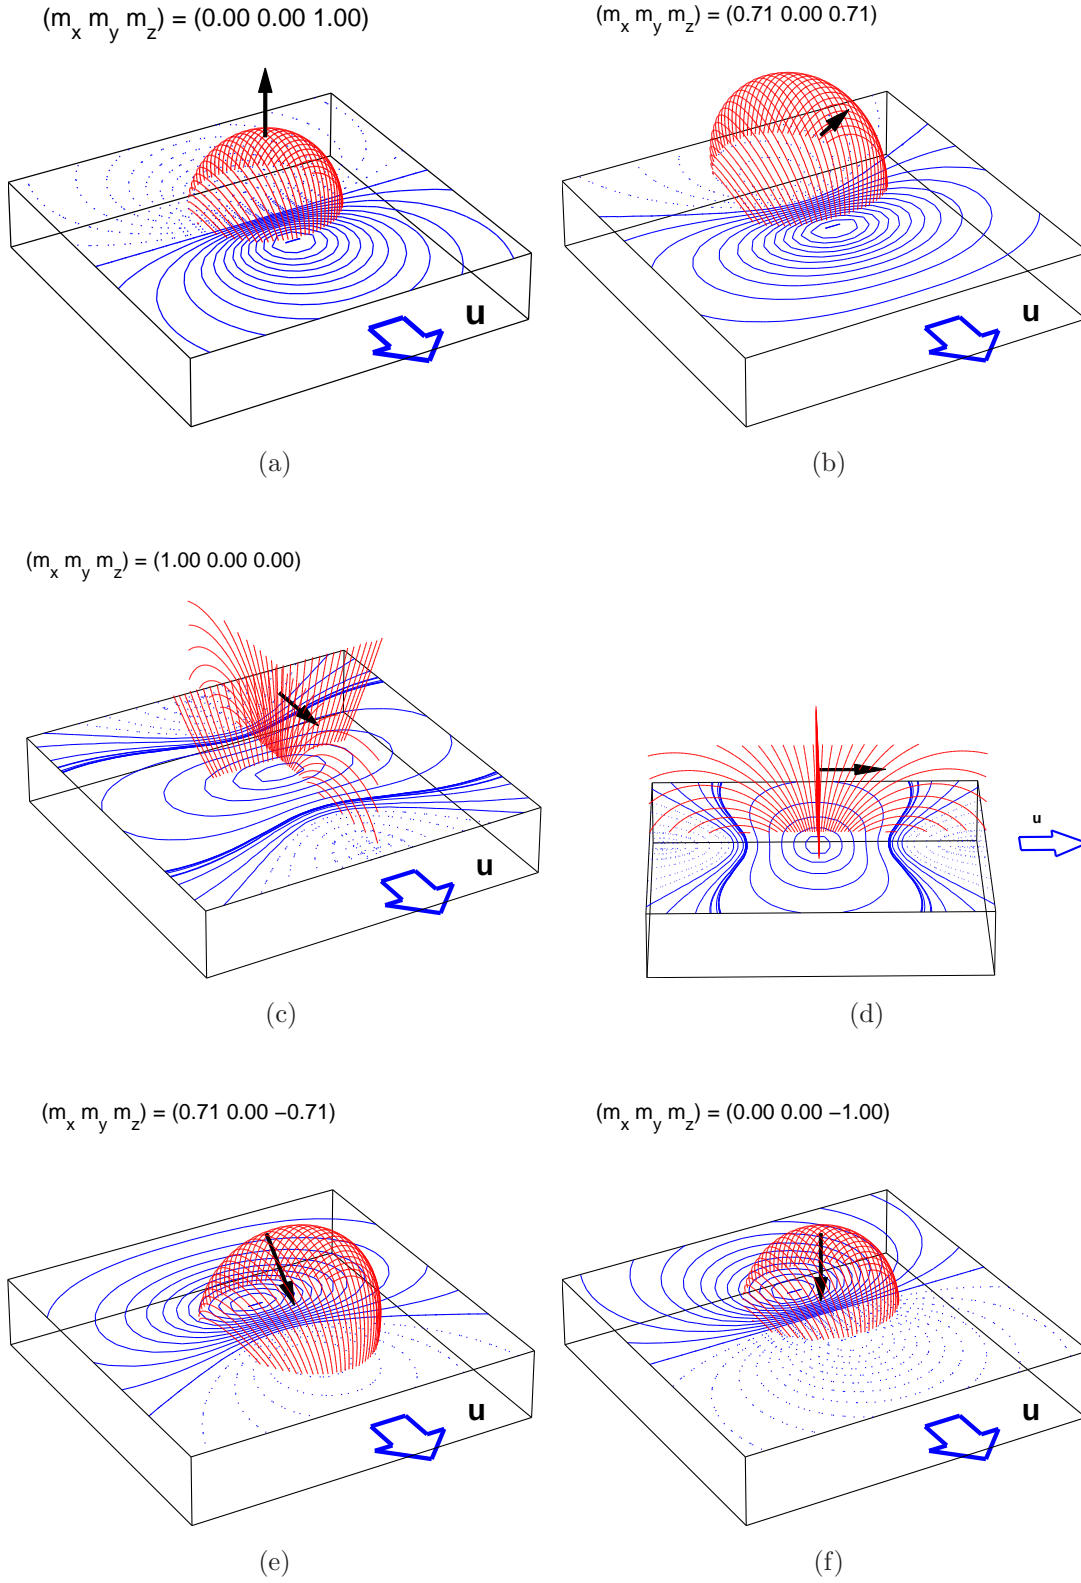 (m_x m_y m_z) = (0.00 0.00 1.00)
(m_x m_y m_z) = (0.71 0.00 0.71)
u
u
(a)
(b)
(m_x m_y m_z) = (1.00 0.00 0.00)
u
u
(c)
(d)
(m_x m_y m_z) = (0.71 0.00 −0.71)
(m_x m_y m_z) = (0.00 0.00 −1.00)
u
u
(e)
(f)